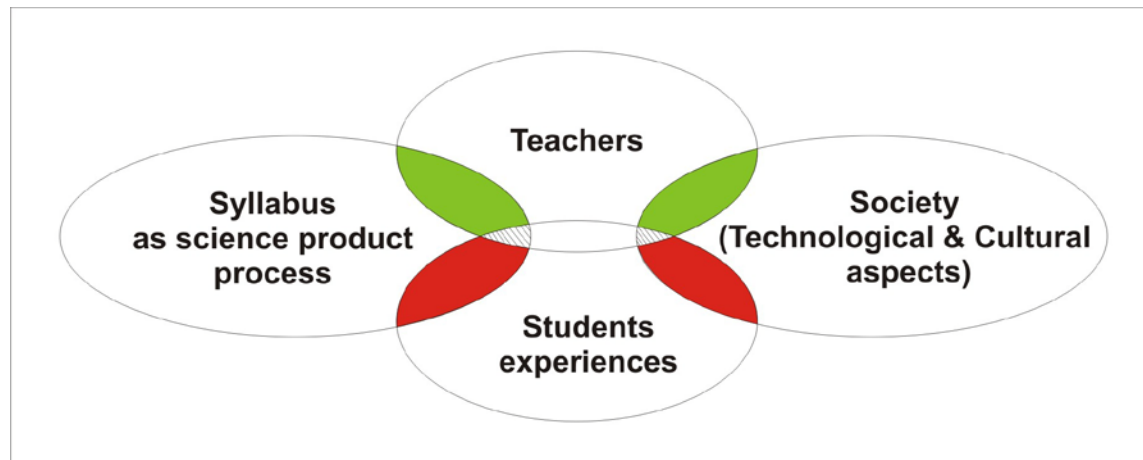 Teachers
Syllabus
as science product
process
Society
(Technological & Cultural
aspects)
Students
experiences